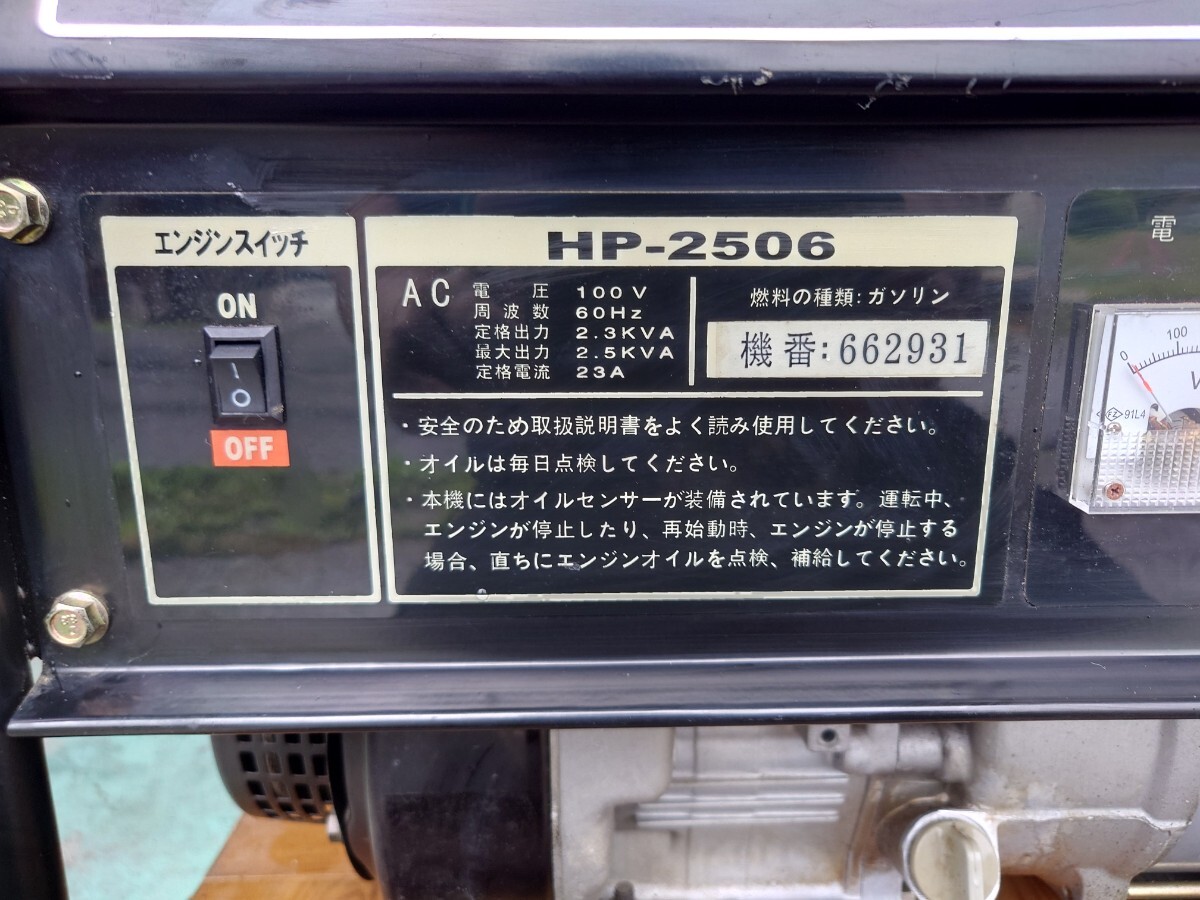 エンジンスイッチ
ON
OFF
HP-2506
AC
電圧 100V
周波数 60Hz
定格出力 2.3KVA
最大出力 2.5KVA
定格電流 23A
燃料の種類:ガソリン
機番:662931
・安全のため取扱説明書をよく読み使用してください。
・オイルは毎日点検してください。
・本機にはオイルセンサーが装備されています。運転中、
エンジンが停止したり、再始動時、エンジンが停止する
場合、直ちにエンジンオイルを点検、補給してください。
電
0 100
V
91L4